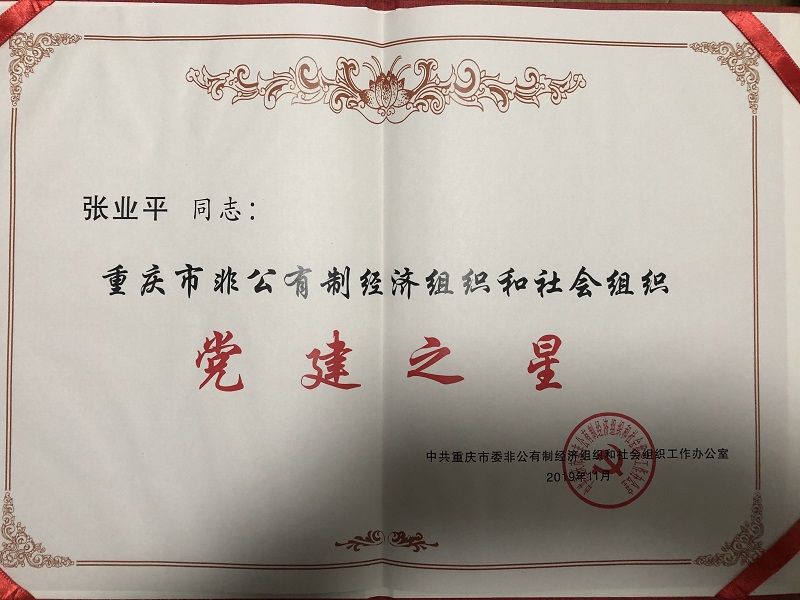 张业平 同志：
重庆市非公有制经济组织和社会组织
党建之星
中共重庆市委非公有制经济组织和社会组织工作办公室
2019年11月